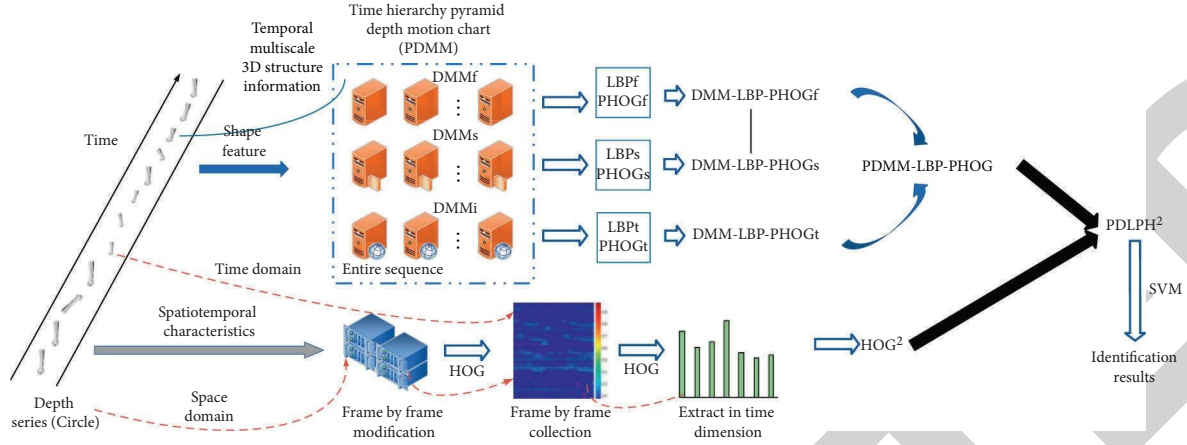 Time hierarchy pyramid
depth motion chart
(PDMM)
Temporal
multiscale
3D structure
information
Time
Shape
feature
DMMf
DMMs
DMMi
Entire sequence
LBPf
PHOGf
LBPs
PHOGs
LBPt
PHOGt
DMM-LBP-PHOGf
DMM-LBP-PHOGs
DMM-LBP-PHOGt
PDMM-LBP-PHOG
PDLPH²
SVM
Identification
results
Time domain
Spatiotemporal
characteristics
Space
domain
Depth
series (Circle)
Frame by frame
modification
HOG
Frame by frame
collection
HOG
Extract in time
dimension
HOG²